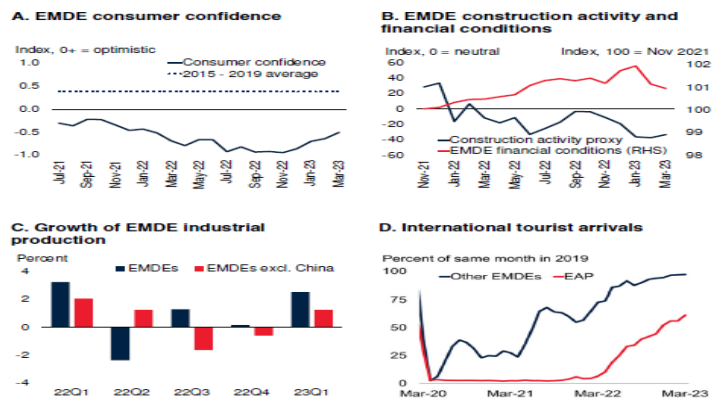 A. EMDE consumer confidence
Index, 0+ = optimistic
1.0
0.5
0.0
-0.5
-1.0
Consumer confidence
2015 - 2019 average
Jul-21
Sep-21
Nov-21
Jan-22
Mar-22
May-22
Jul-22
Sep-22
Nov-22
Jan-23
Mar-23
B. EMDE construction activity and
financial conditions
Index, 0 = neutral
Index, 100 = Nov 2021
60
40
20
0
-20
-40
-60
102
101
100
99
98
Construction activity proxy
EMDE financial conditions (RHS)
Nov-21
Jan-22
Mar-22
May-22
Jul-22
Sep-22
Nov-22
Jan-23
Mar-23
C. Growth of EMDE industrial
production
Percent
4
2
0
-2
-4
EMDEs
EMDEs excl. China
22Q1
22Q2
22Q3
22Q4
23Q1
D. International tourist arrivals
Percent of same month in 2019
100
75
50
25
0
Other EMDEs
EAP
Mar-20
Mar-21
Mar-22
Mar-23